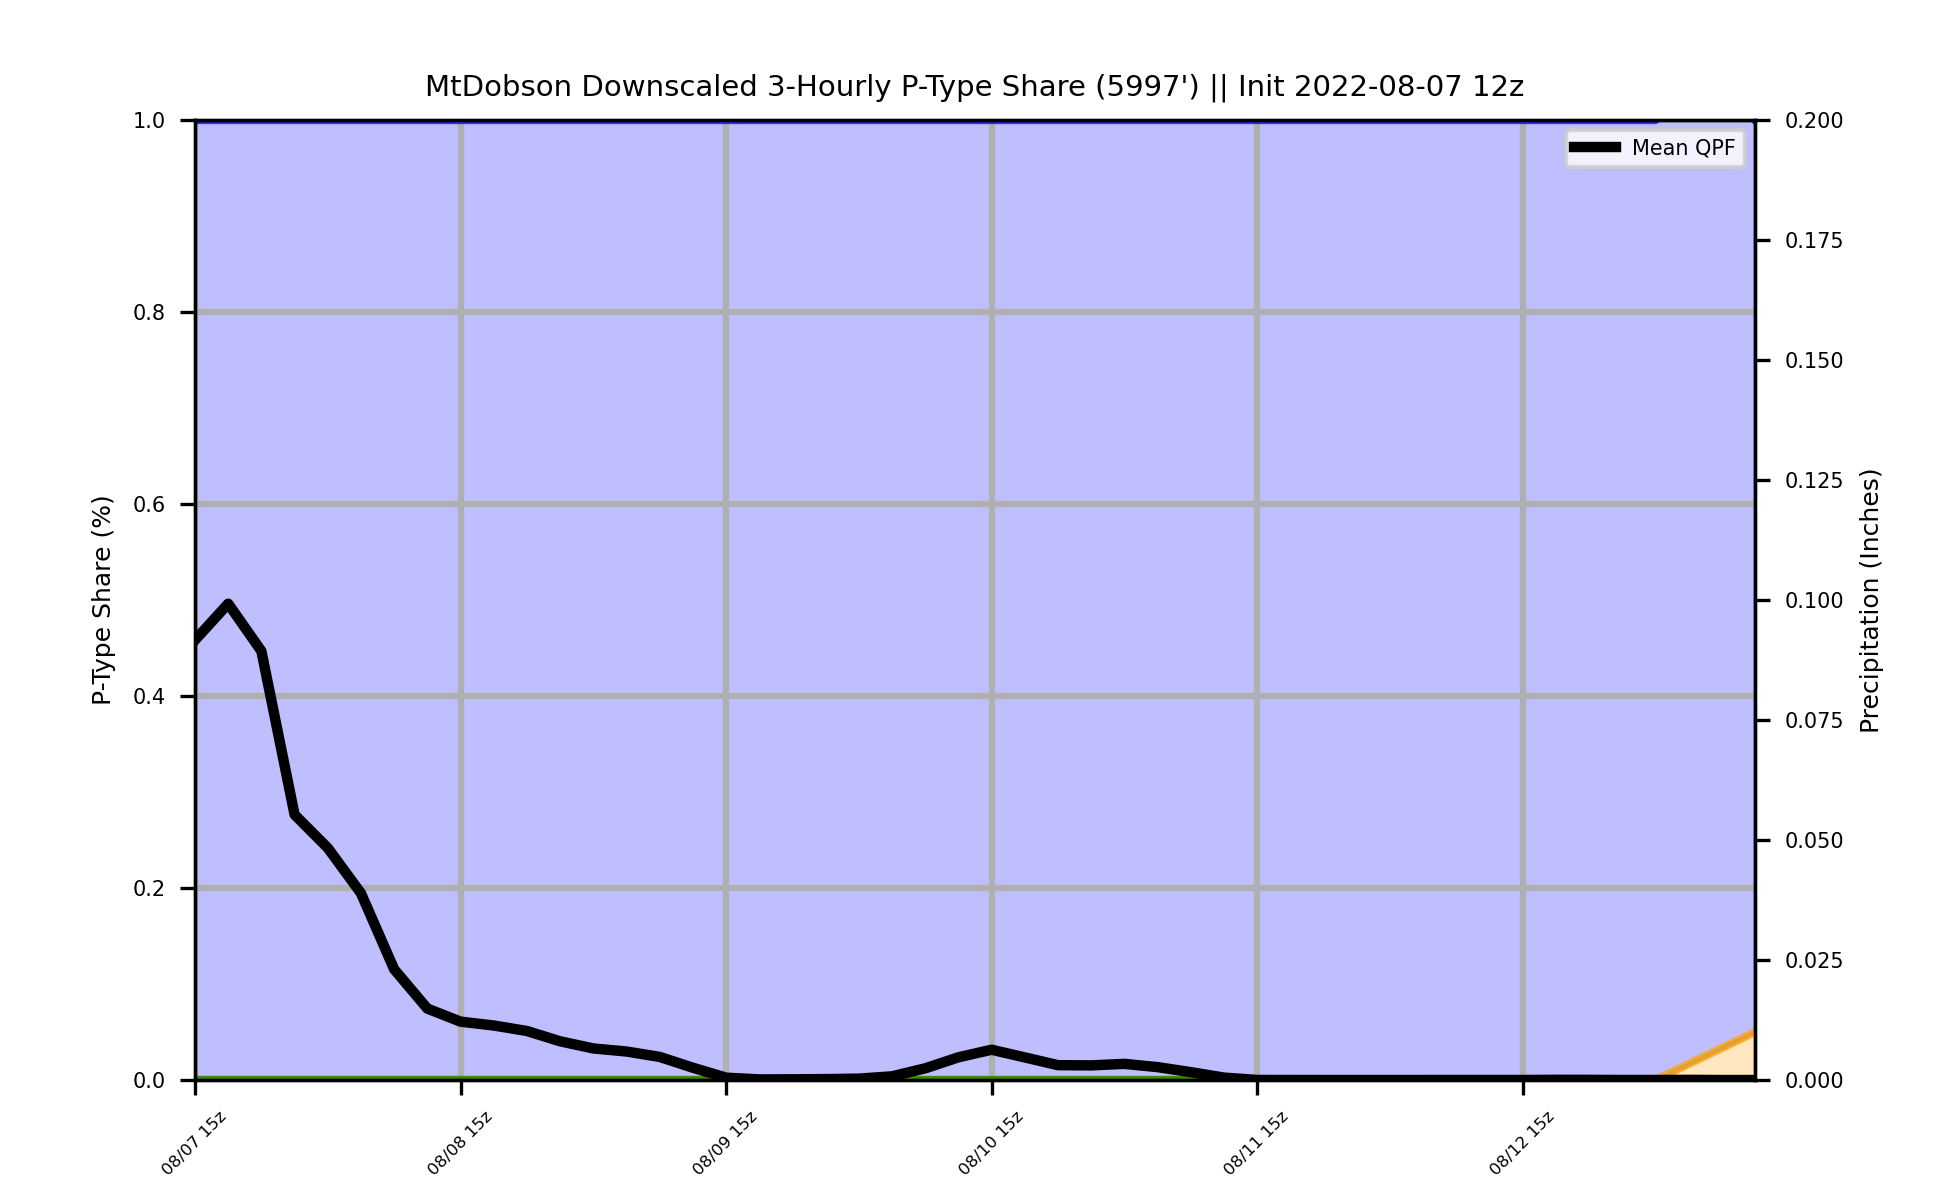 MtDobson Downscaled 3-Hourly P-Type Share (5997') || Init 2022-08-07 12z
Mean QPF
P-Type Share (%)
1.0
0.8
0.6
0.4
0.2
0.0
Precipitation (Inches)
0.200
0.175
0.150
0.125
0.100
0.075
0.050
0.025
0.000
08/07 15z
08/08 15z
08/09 15z
08/10 15z
08/11 15z
08/12 15z